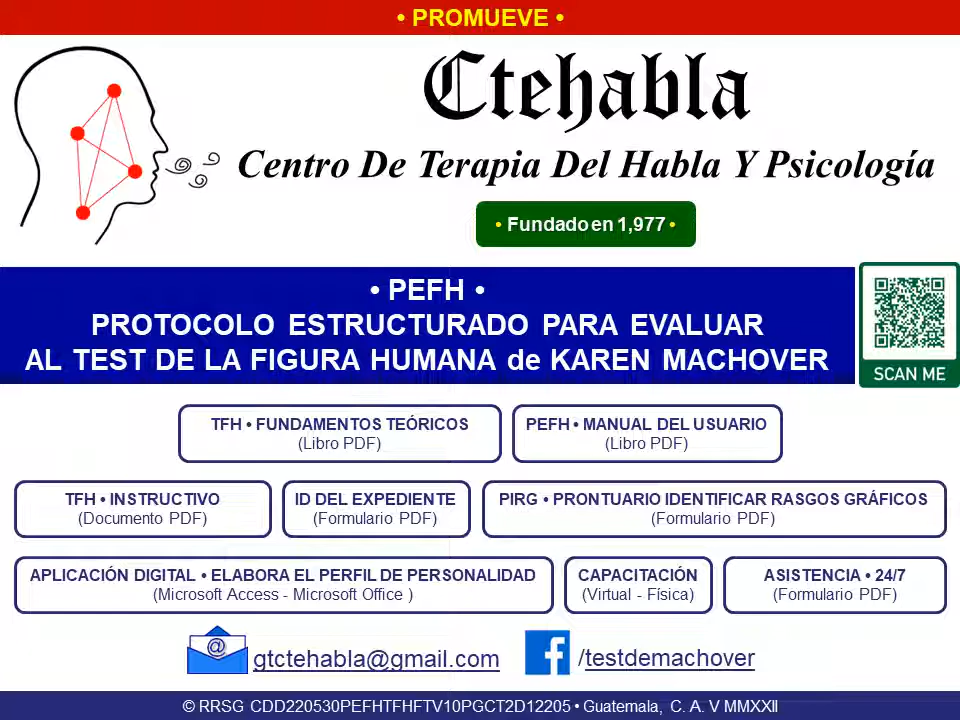 • PROMUEVE •
Ctehabla
Centro De Terapia Del Habla Y Psicología
• Fundado en 1,977 •
• PEFH •
PROTOCOLO ESTRUCTURADO PARA EVALUAR
AL TEST DE LA FIGURA HUMANA de KAREN MACHOVER
SCAN ME
TFH • FUNDAMENTOS TEÓRICOS
(Libro PDF)
PEFH • MANUAL DEL USUARIO
(Libro PDF)
TFH • INSTRUCTIVO
(Documento PDF)
ID DEL EXPEDIENTE
(Formulario PDF)
PIRG • PRONTUARIO IDENTIFICAR RASGOS GRÁFICOS
(Formulario PDF)
APLICACIÓN DIGITAL • ELABORA EL PERFIL DE PERSONALIDAD
(Microsoft Access - Microsoft Office )
CAPACITACIÓN
(Virtual - Física)
ASISTENCIA • 24/7
(Formulario PDF)
@
gtctehabla@gmail.com
f
/testdemachover
© RRSG CDD220530PEFHTFHFTV10PGCT2D12205 • Guatemala, C. A. V MMXXII